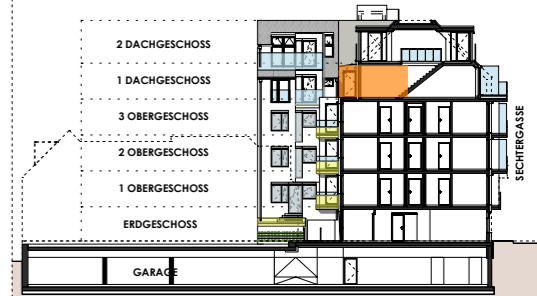 2 DACHGESCHOSS
1 DACHGESCHOSS
3 OBERGESCHOSS
2 OBERGESCHOSS
1 OBERGESCHOSS
ERDGESCHOSS
GARAGE
SECHTERGASSE